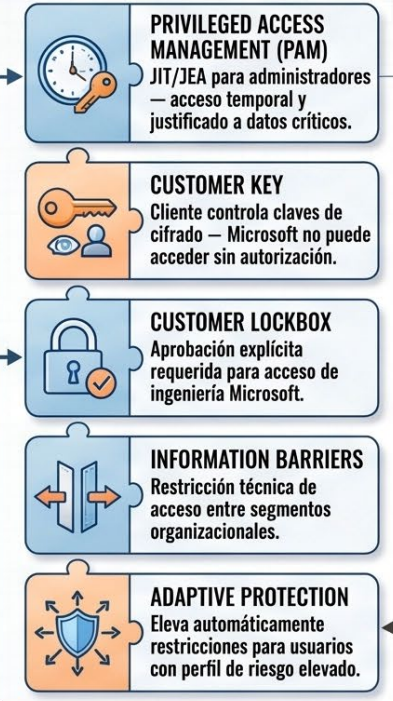 PRIVILEGED ACCESS
MANAGEMENT (PAM)
JIT/JEA para administradores
— acceso temporal y
justificado a datos críticos.
CUSTOMER KEY
Cliente controla claves de
cifrado — Microsoft no puede
acceder sin autorización.
CUSTOMER LOCKBOX
Aprobación explícita
requerida para acceso de
ingeniería Microsoft.
INFORMATION BARRIERS
Restricción técnica de
acceso entre segmentos
organizacionales.
ADAPTIVE PROTECTION
Eleva automáticamente
restricciones para usuarios
con perfil de riesgo elevado.